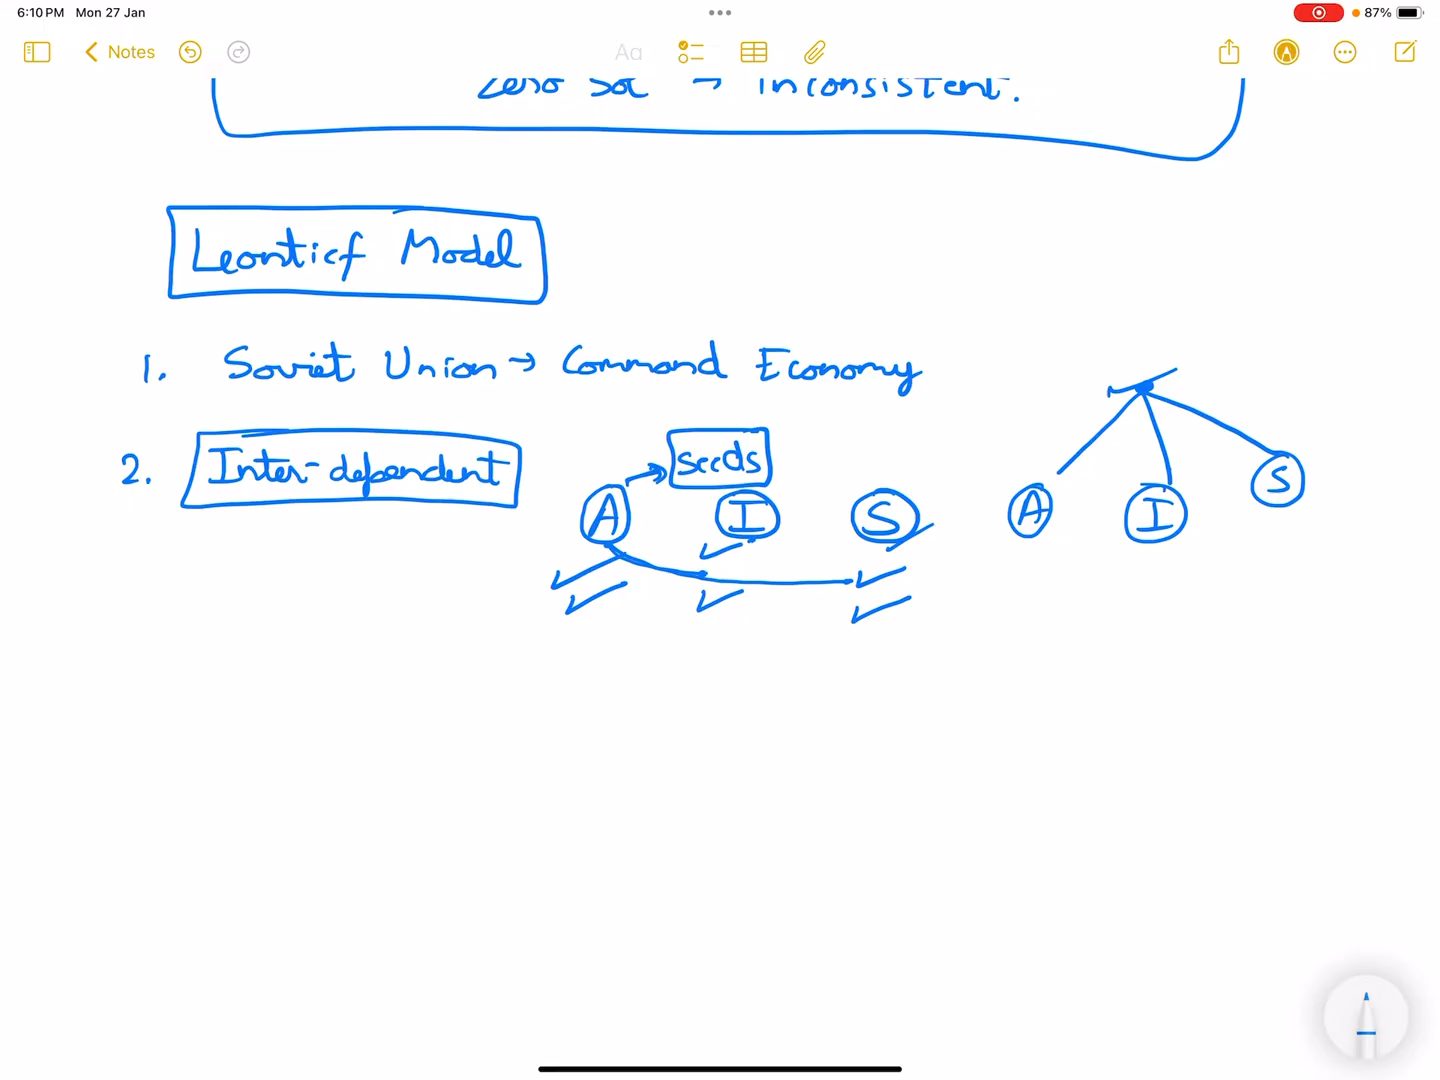 6:10 PM Mon 27 Jan
87%
Notes
Aa
zero sol → inconsistent.
Leontief Model
1. Soviet Union → Command Economy
2. Inter-dependent
seeds
A I S
A I S